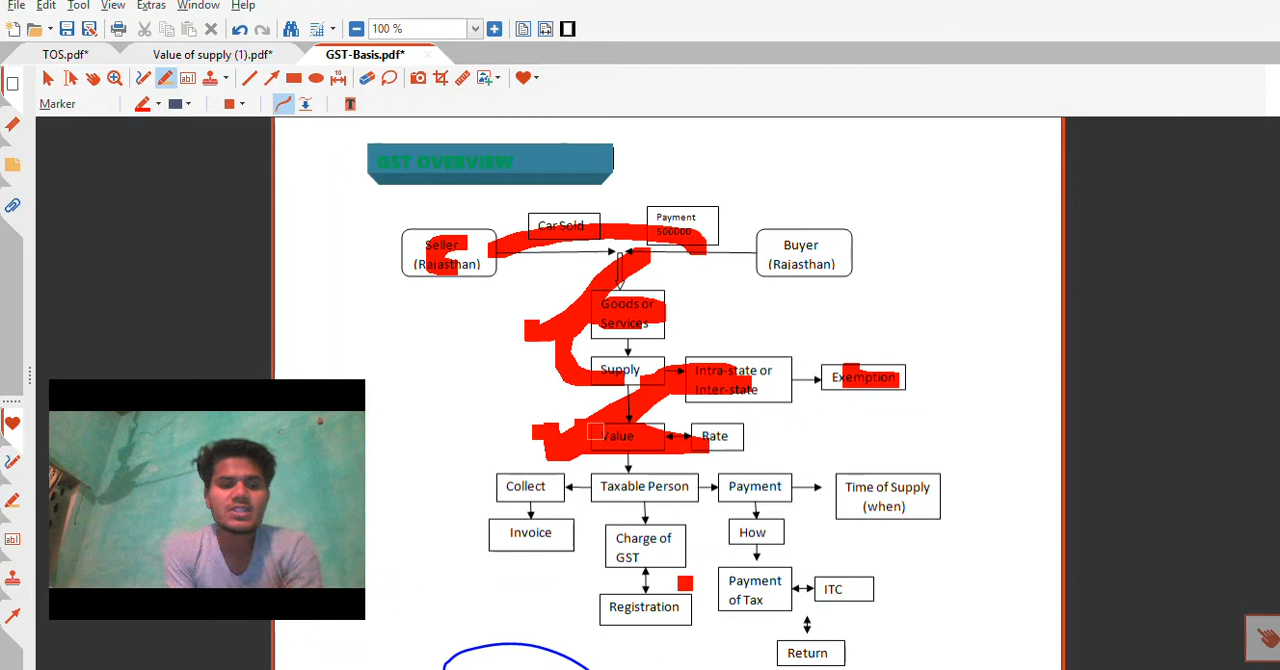 File Edit Tool View Extras Window Help
100 %
TOS.pdf*
Value of supply (1).pdf*
GST-Basis.pdf*
Marker
GST OVERVIEW
Seller
(Rajasthan)
Car Sold
Payment
500000
Buyer
(Rajasthan)
Goods or
Services
Supply
Intra-state or
Inter-state
Exemption
Value
Rate
Collect
Taxable Person
Payment
Time of Supply
(when)
Invoice
Charge of
GST
How
Registration
Payment
of Tax
ITC
Return